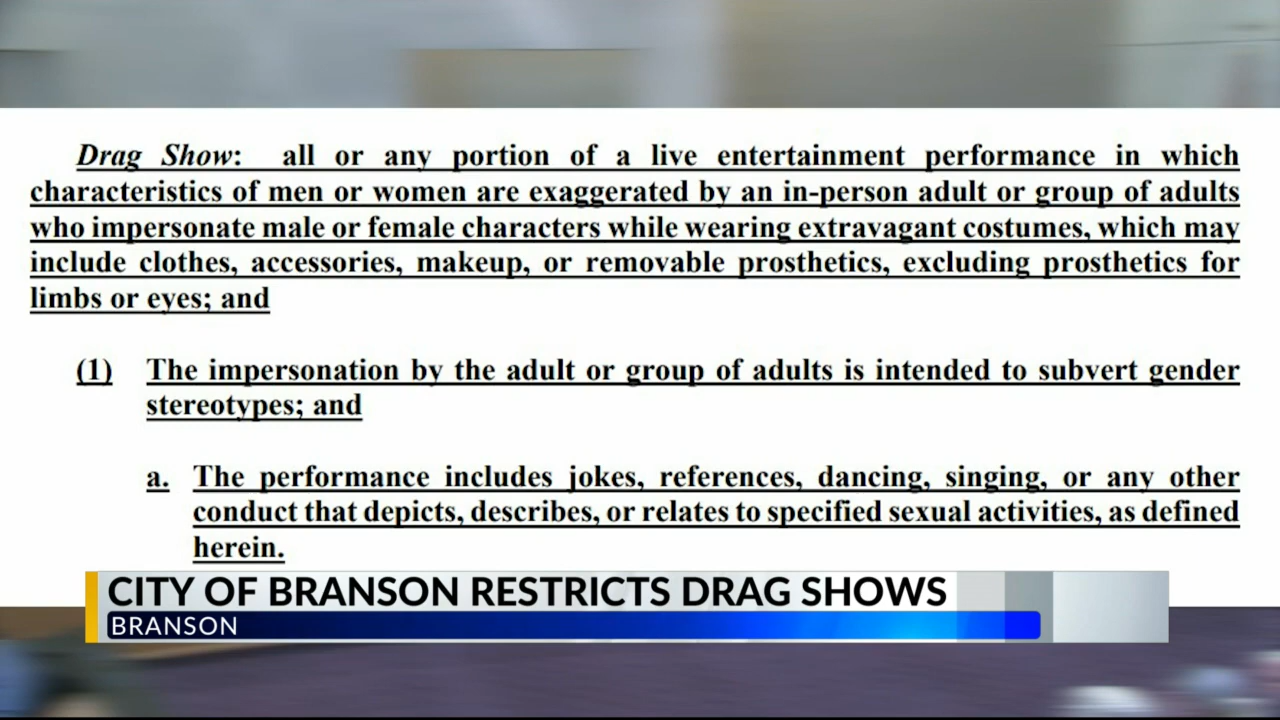 Drag Show: all or any portion of a live entertainment performance in which
characteristics of men or women are exaggerated by an in-person adult or group of adults
who impersonate male or female characters while wearing extravagant costumes, which may
include clothes, accessories, makeup, or removable prosthetics, excluding prosthetics for
limbs or eyes; and
(1) The impersonation by the adult or group of adults is intended to subvert gender
stereotypes; and
a. The performance includes jokes, references, dancing, singing, or any other
conduct that depicts, describes, or relates to specified sexual activities, as defined
herein.
CITY OF BRANSON RESTRICTS DRAG SHOWS
BRANSON